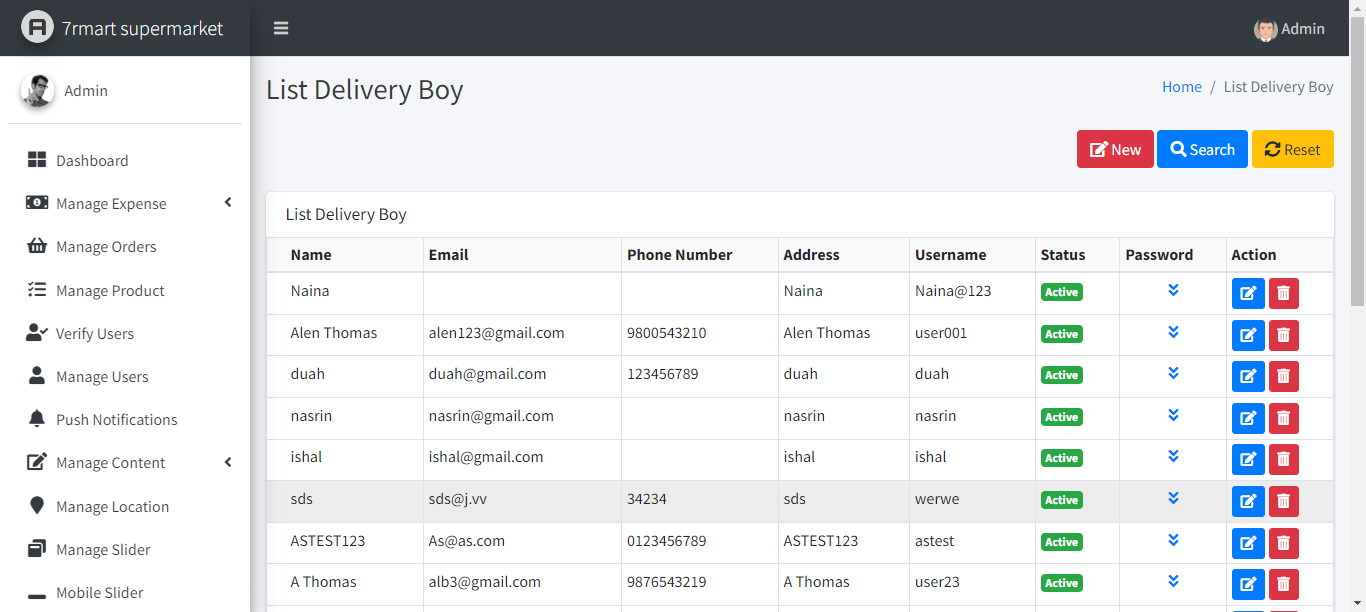 7rmart supermarket
Admin
Admin
Dashboard
Manage Expense
Manage Orders
Manage Product
Verify Users
Manage Users
Push Notifications
Manage Content
Manage Location
Manage Slider
Mobile Slider
List Delivery Boy
Home / List Delivery Boy
New Search Reset
List Delivery Boy
Name Email Phone Number Address Username Status Password Action
Naina Naina Naina@123 Active
Alen Thomas alen123@gmail.com 9800543210 Alen Thomas user001 Active
duah duah@gmail.com 123456789 duah duah Active
nasrin nasrin@gmail.com nasrin nasrin Active
ishal ishal@gmail.com ishal ishal Active
sds sds@j.vv 34234 sds werwe Active
ASTEST123 As@as.com 0123456789 ASTEST123 astest Active
A Thomas alb3@gmail.com 9876543219 A Thomas user23 Active